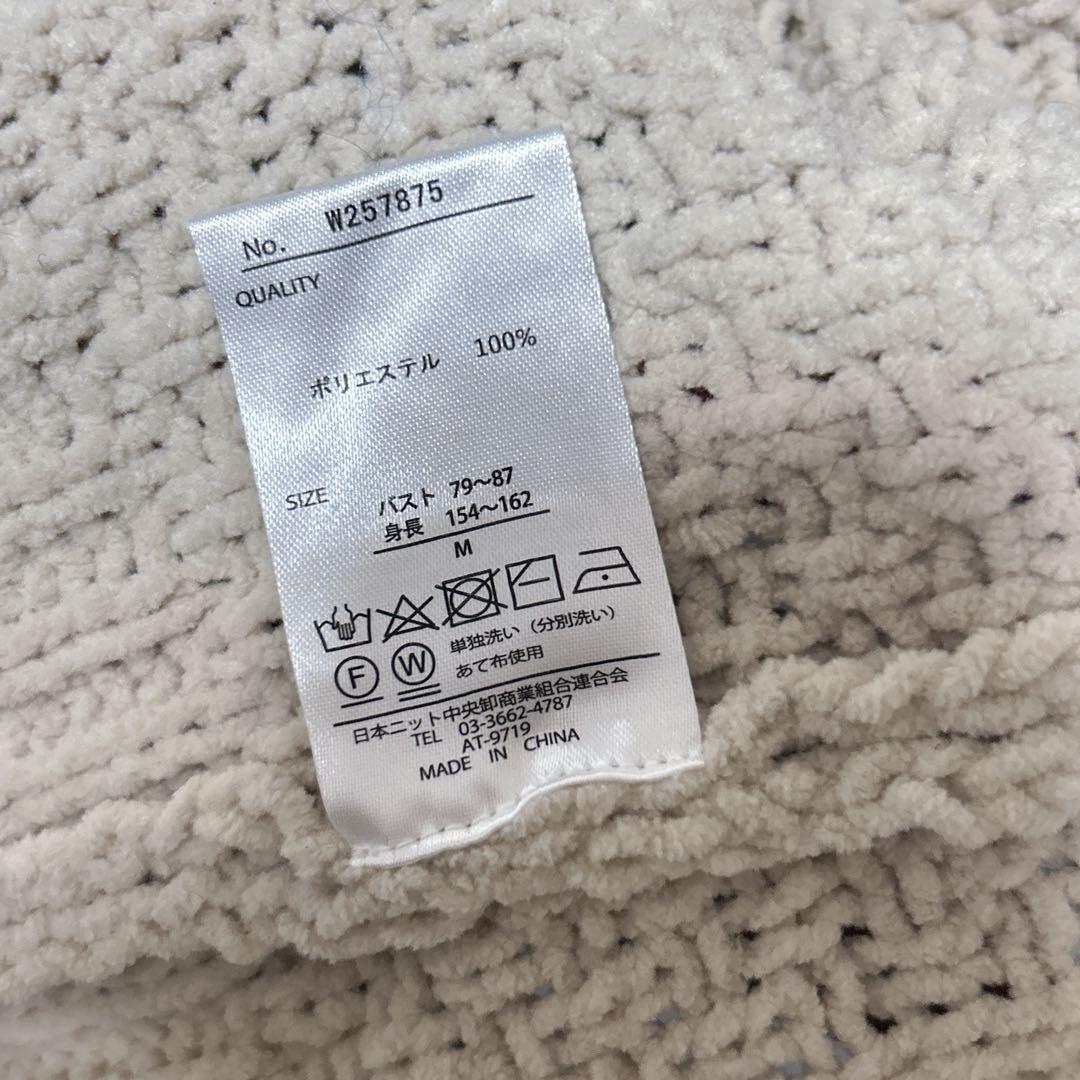 No. W257875
QUALITY
ポリエステル 100%
SIZE
バスト 79～87
身長 154～162
M
単独洗い（分別洗い）
F W あて布使用
日本ニット中央卸商業組合連合会
TEL 03-3662-4787
AT-9719
MADE IN CHINA